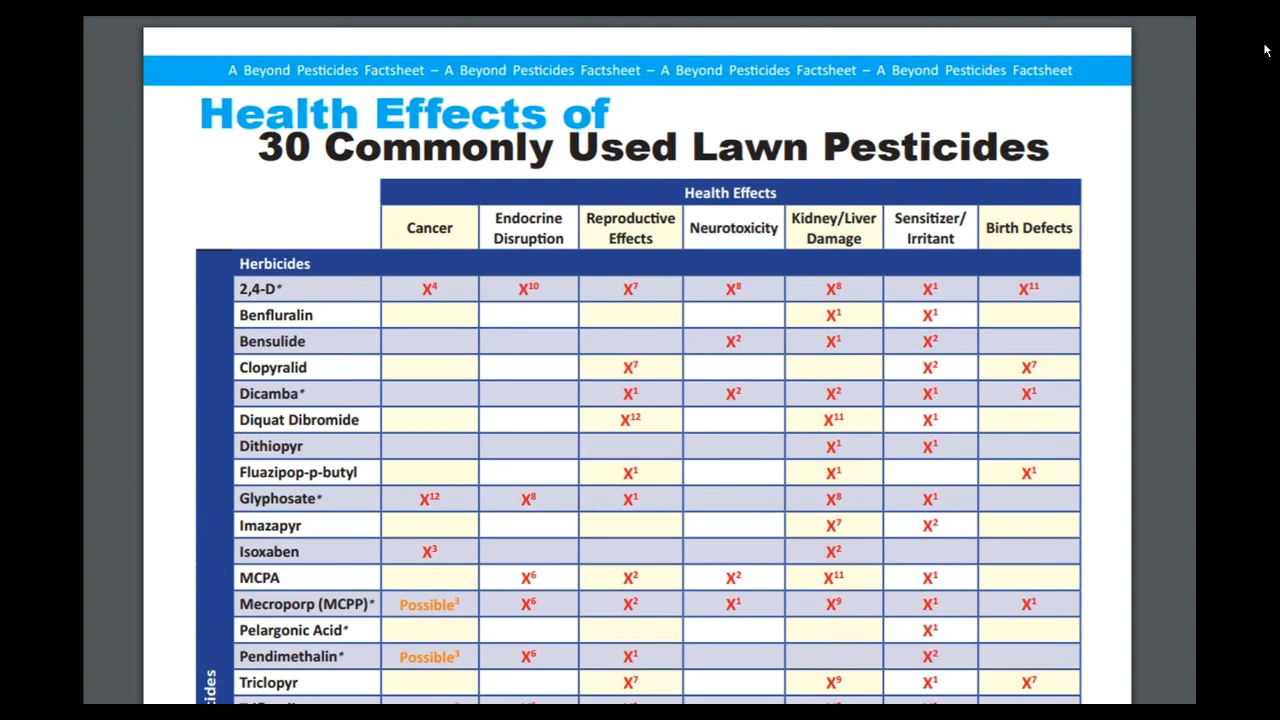 A Beyond Pesticides Factsheet – A Beyond Pesticides Factsheet – A Beyond Pesticides Factsheet – A Beyond Pesticides Factsheet
Health Effects of
30 Commonly Used Lawn Pesticides
Health Effects
Cancer Endocrine Disruption Reproductive Effects Neurotoxicity Kidney/Liver Damage Sensitizer/ Irritant Birth Defects
Herbicides
2,4-D* X⁴ X¹⁰ X⁷ X⁸ X⁸ X¹ X¹¹
Benfluralin X¹ X¹
Bensulide X² X¹ X²
Clopyralid X⁷ X² X⁷
Dicamba* X¹ X² X² X¹ X¹
Diquat Dibromide X¹² X¹¹ X¹
Dithiopyr X¹ X¹
Fluazipop-p-butyl X¹ X¹ X¹
Glyphosate* X¹² X⁸ X¹ X⁸ X¹
Imazapyr X⁷ X²
Isoxaben X³ X²
MCPA X⁶ X² X² X¹¹ X¹
Mecroporp (MCPP)* Possible³ X⁶ X² X¹ X⁹ X¹ X¹
Pelargonic Acid* X¹
Pendimethalin* Possible³ X⁶ X¹ X²
Triclopyr X⁷ X⁹ X¹ X⁷
cides